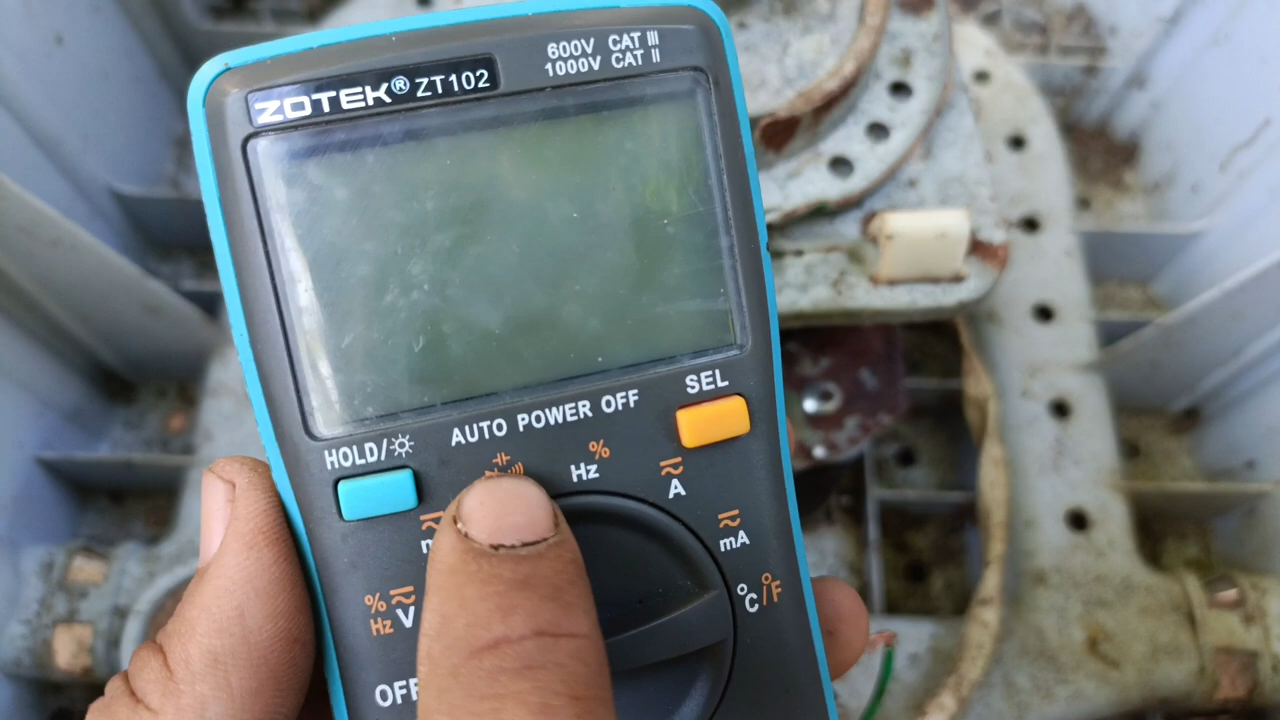 ZOTEK® ZT102
600V CAT III
1000V CAT II
HOLD/
AUTO POWER OFF
SEL
Hz %
A
mA
°C/°F
% Hz V
OFF